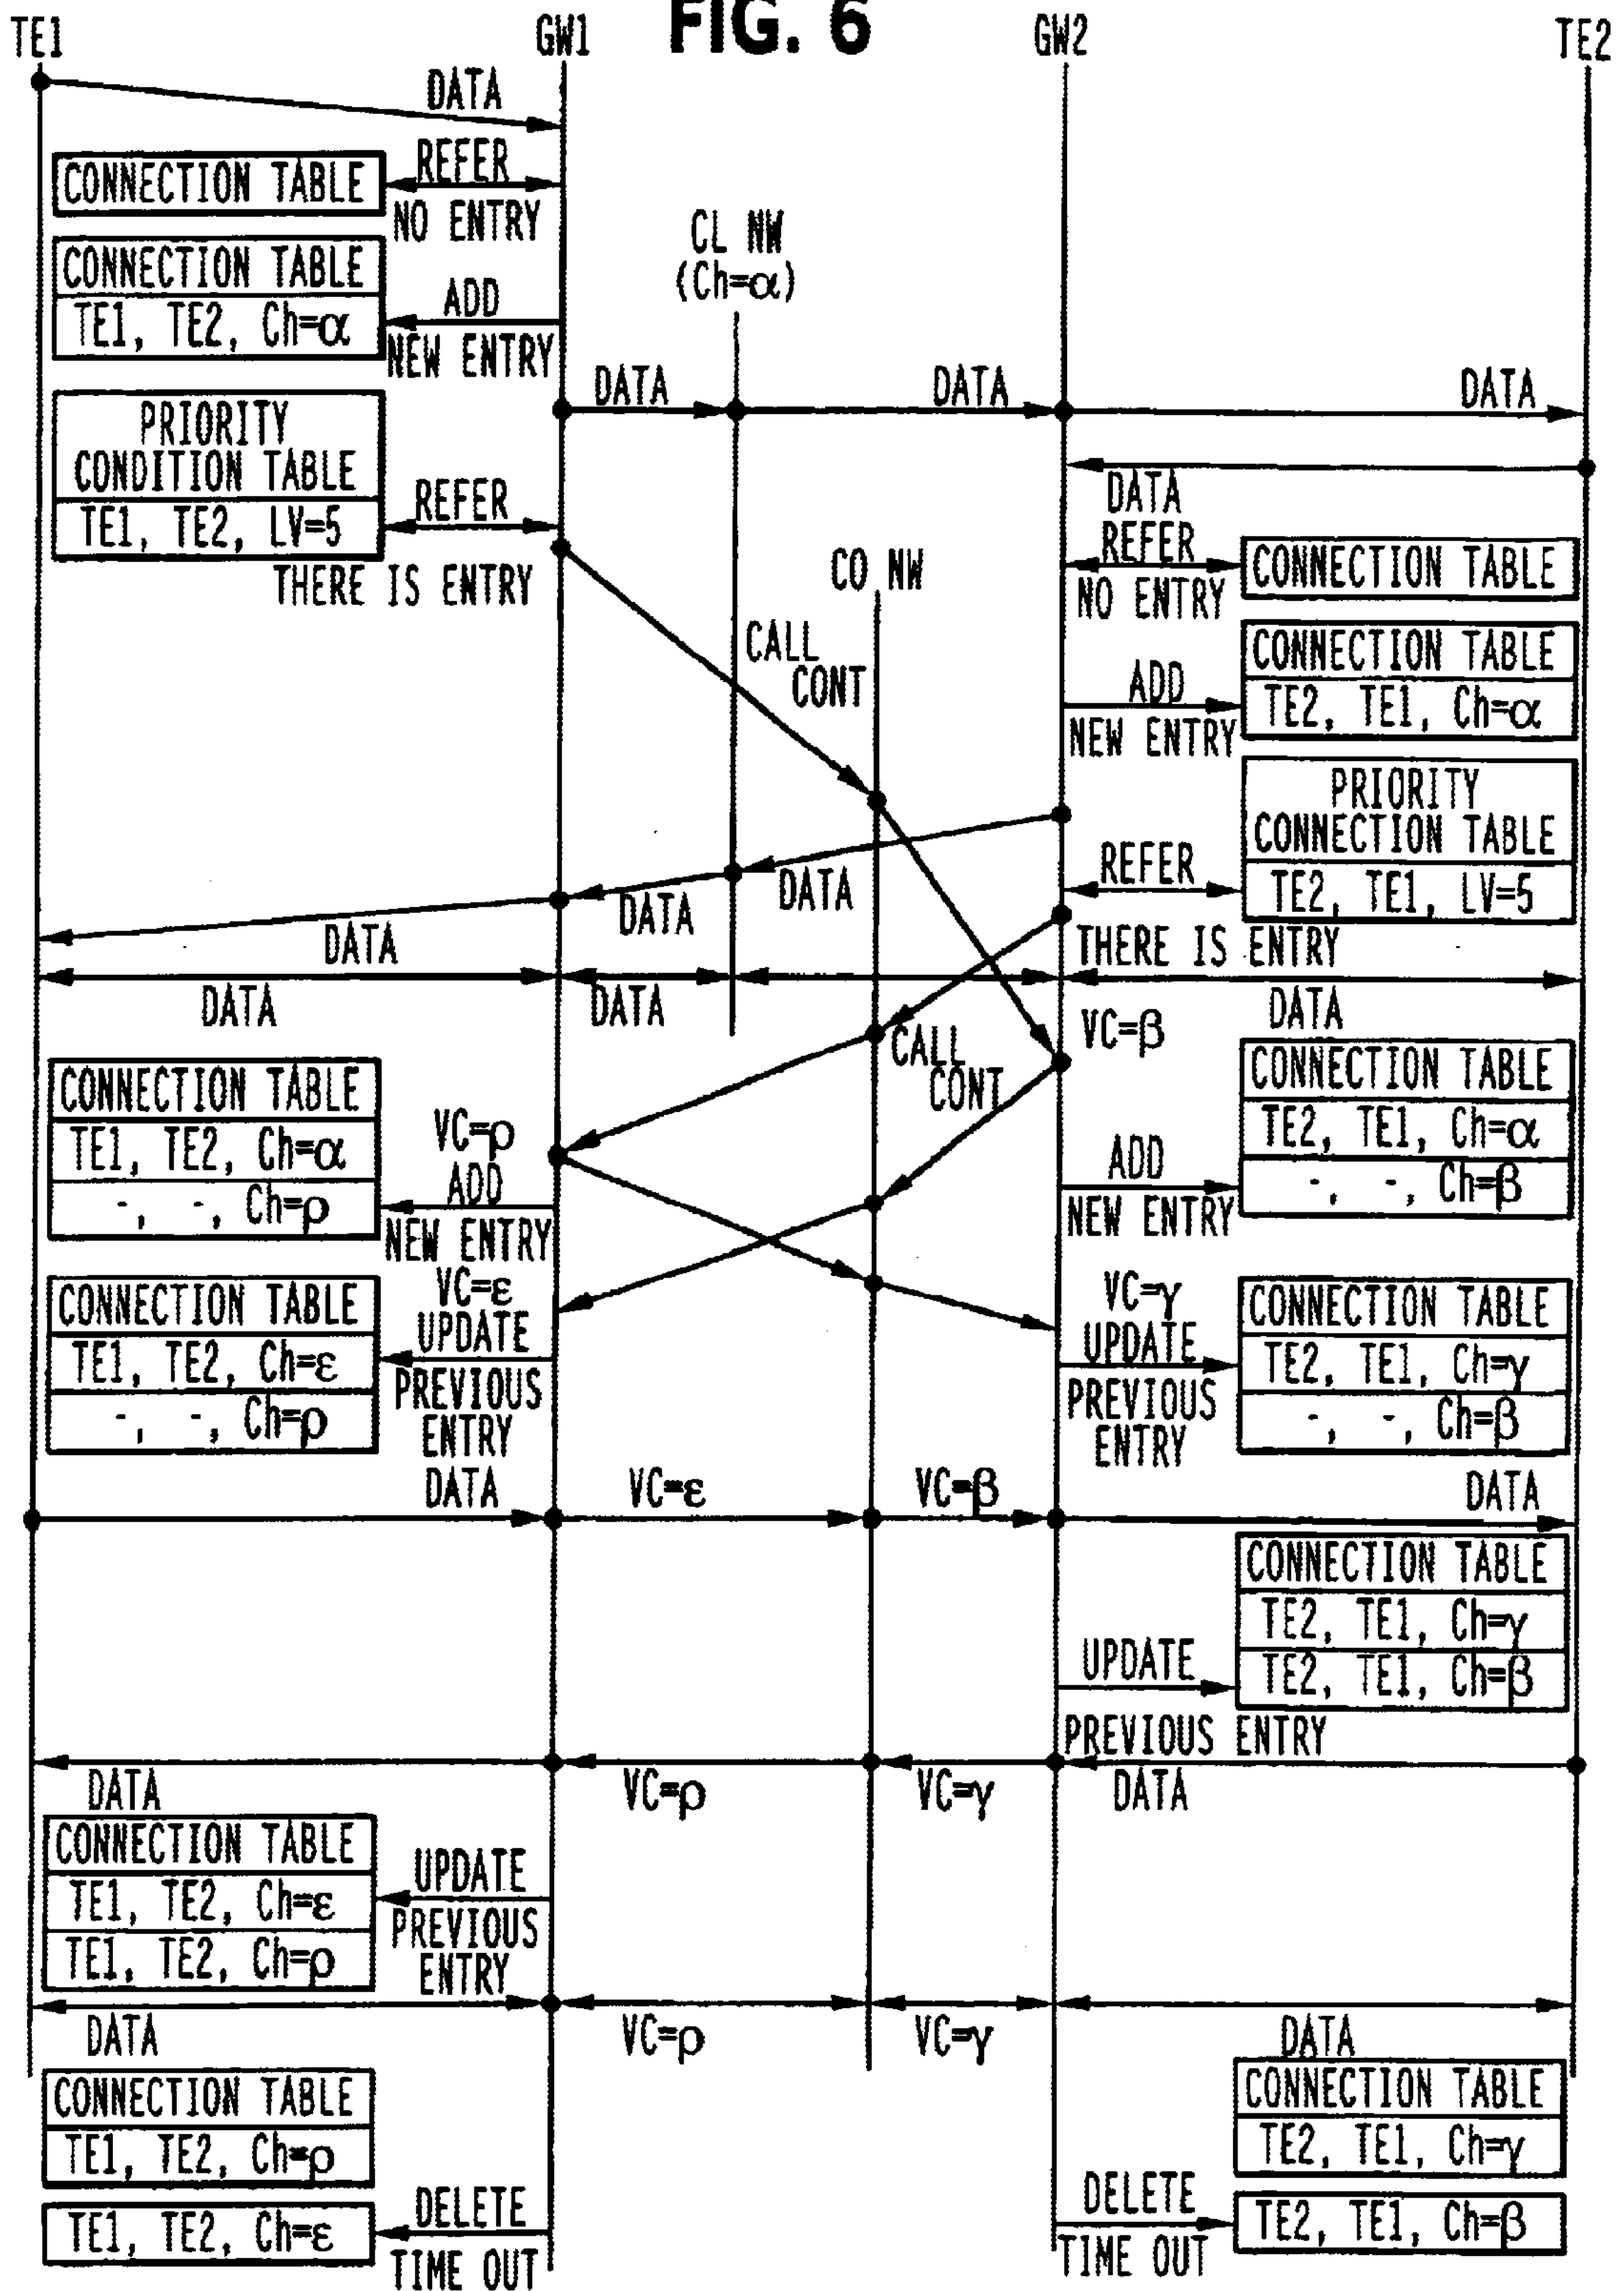 FIG. 6
TE1
GW1
GW2
TE2
DATA
CONNECTION TABLE
REFER
NO ENTRY
CL NW
(Ch=α)
CONNECTION TABLE
TE1, TE2, Ch=α
ADD
NEW ENTRY
DATA
DATA
DATA
PRIORITY
CONDITION TABLE
TE1, TE2, LV=5
REFER
THERE IS ENTRY
DATA
REFER
NO ENTRY
CONNECTION TABLE
CO NW
CALL
CONT
CONNECTION TABLE
TE2, TE1, Ch=α
ADD
NEW ENTRY
PRIORITY
CONNECTION TABLE
TE2, TE1, LV=5
REFER
THERE IS ENTRY
DATA
DATA
DATA
DATA
DATA
DATA
VC=β
CALL
CONT
CONNECTION TABLE
TE1, TE2, Ch=α
-, -, Ch=ρ
VC=ρ
ADD
NEW ENTRY
CONNECTION TABLE
TE2, TE1, Ch=α
-, -, Ch=β
ADD
NEW ENTRY
CONNECTION TABLE
TE1, TE2, Ch=ε
-, -, Ch=ρ
VC=ε
UPDATE
PREVIOUS
ENTRY
VC=γ
UPDATE
PREVIOUS
ENTRY
CONNECTION TABLE
TE2, TE1, Ch=γ
-, -, Ch=β
DATA
VC=ε
VC=β
DATA
CONNECTION TABLE
TE2, TE1, Ch=γ
TE2, TE1, Ch=β
UPDATE
PREVIOUS ENTRY
DATA
VC=ρ
VC=γ
DATA
CONNECTION TABLE
TE1, TE2, Ch=ε
TE1, TE2, Ch=ρ
UPDATE
PREVIOUS
ENTRY
DATA
VC=ρ
VC=γ
DATA
CONNECTION TABLE
TE1, TE2, Ch=ρ
TE1, TE2, Ch=ε
DELETE
TIME OUT
CONNECTION TABLE
TE2, TE1, Ch=γ
TE2, TE1, Ch=β
DELETE
TIME OUT